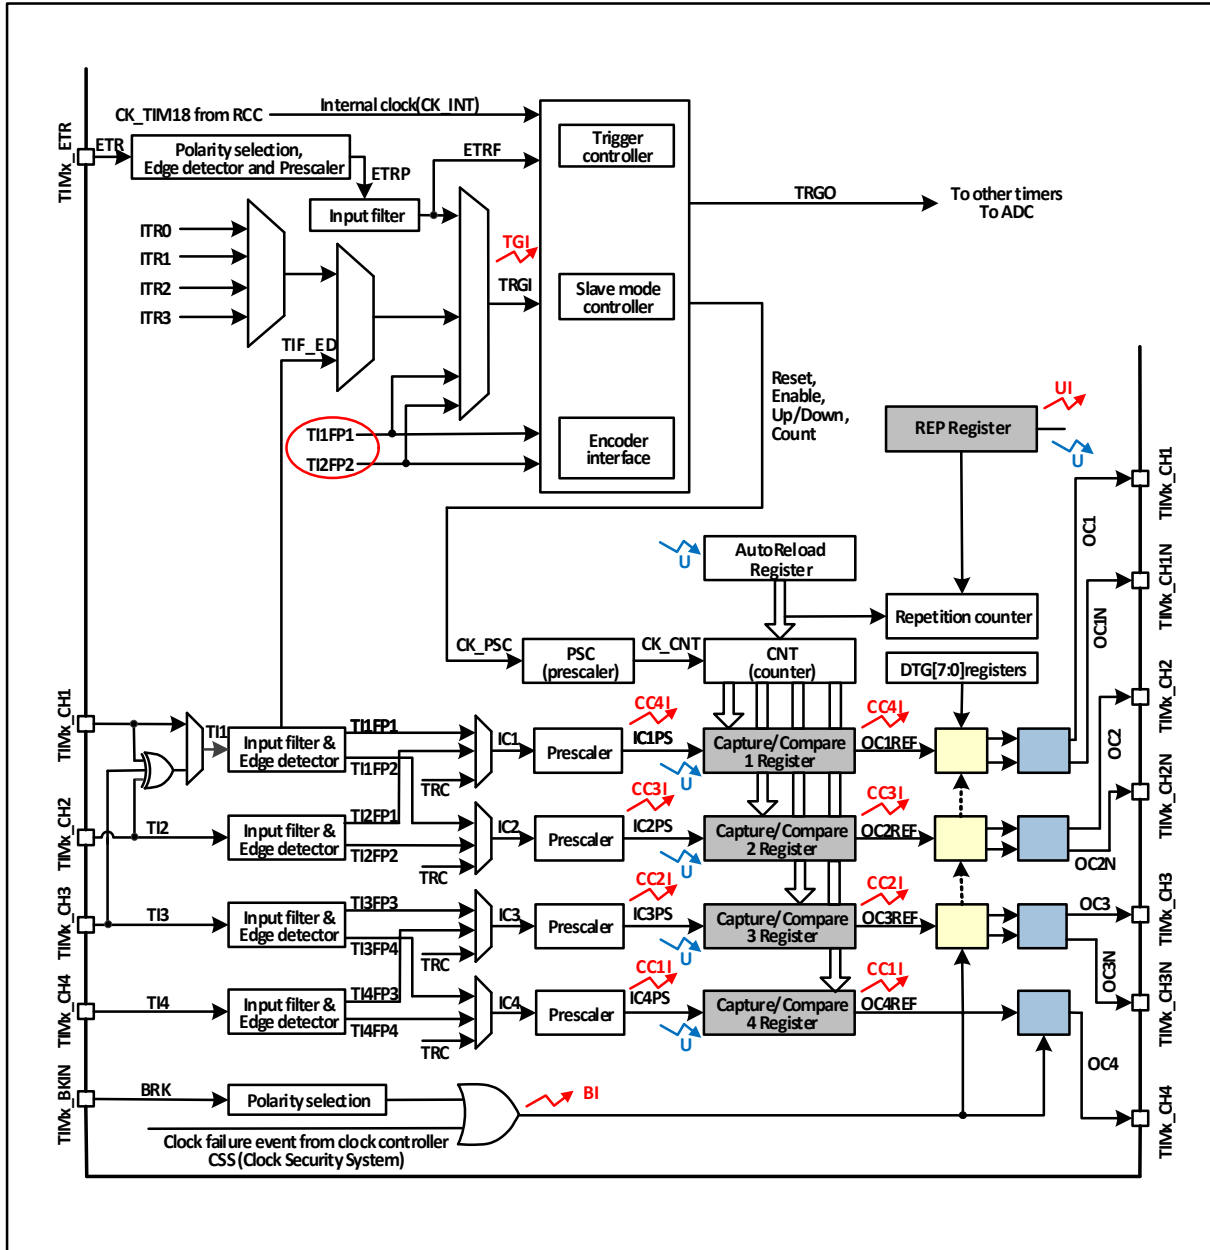 Internal clock(CK_INT)
CK_TIM18 from RCC
TIMx_ETR
ETR
Polarity selection,
Edge detector and Prescaler
ETRP
ETRF
Input filter
Trigger
controller
TRGO
To other timers
To ADC
ITR0
ITR1
ITR2
ITR3
TGI
TRGI
Slave mode
controller
TIF_ED
TI1FP1
TI2FP2
Encoder
interface
Reset,
Enable,
Up/Down,
Count
UI
REP Register
U
U
AutoReload
Register
Repetition counter
CK_PSC
PSC
(prescaler)
CK_CNT
CNT
(counter)
DTG[7:0]registers
OC1
TIMx_CH1
OC1N
TIMx_CH1N
TIMx_CH1
TI1
Input filter &
Edge detector
TI1FP1
TI1FP2
TRC
IC1
Prescaler
CC4I
IC1PS
U
Capture/Compare
1 Register
CC4I
OC1REF
OC2
TIMx_CH2
TIMx_CH2
TI2
Input filter &
Edge detector
TI2FP1
TI2FP2
TRC
IC2
Prescaler
CC3I
IC2PS
U
Capture/Compare
2 Register
CC3I
OC2REF
OC2N
TIMx_CH2N
TIMx_CH3
TI3
Input filter &
Edge detector
TI3FP3
TI3FP4
TRC
IC3
Prescaler
CC2I
IC3PS
U
Capture/Compare
3 Register
CC2I
OC3REF
OC3
TIMx_CH3
OC3N
TIMx_CH3N
TIMx_CH4
TI4
Input filter &
Edge detector
TI4FP3
TI4FP4
TRC
IC4
Prescaler
CC1I
IC4PS
U
Capture/Compare
4 Register
CC1I
OC4REF
OC4
TIMx_CH4
TIMx_BKIN
BRK
Polarity selection
BI
Clock failure event from clock controller
CSS (Clock Security System)